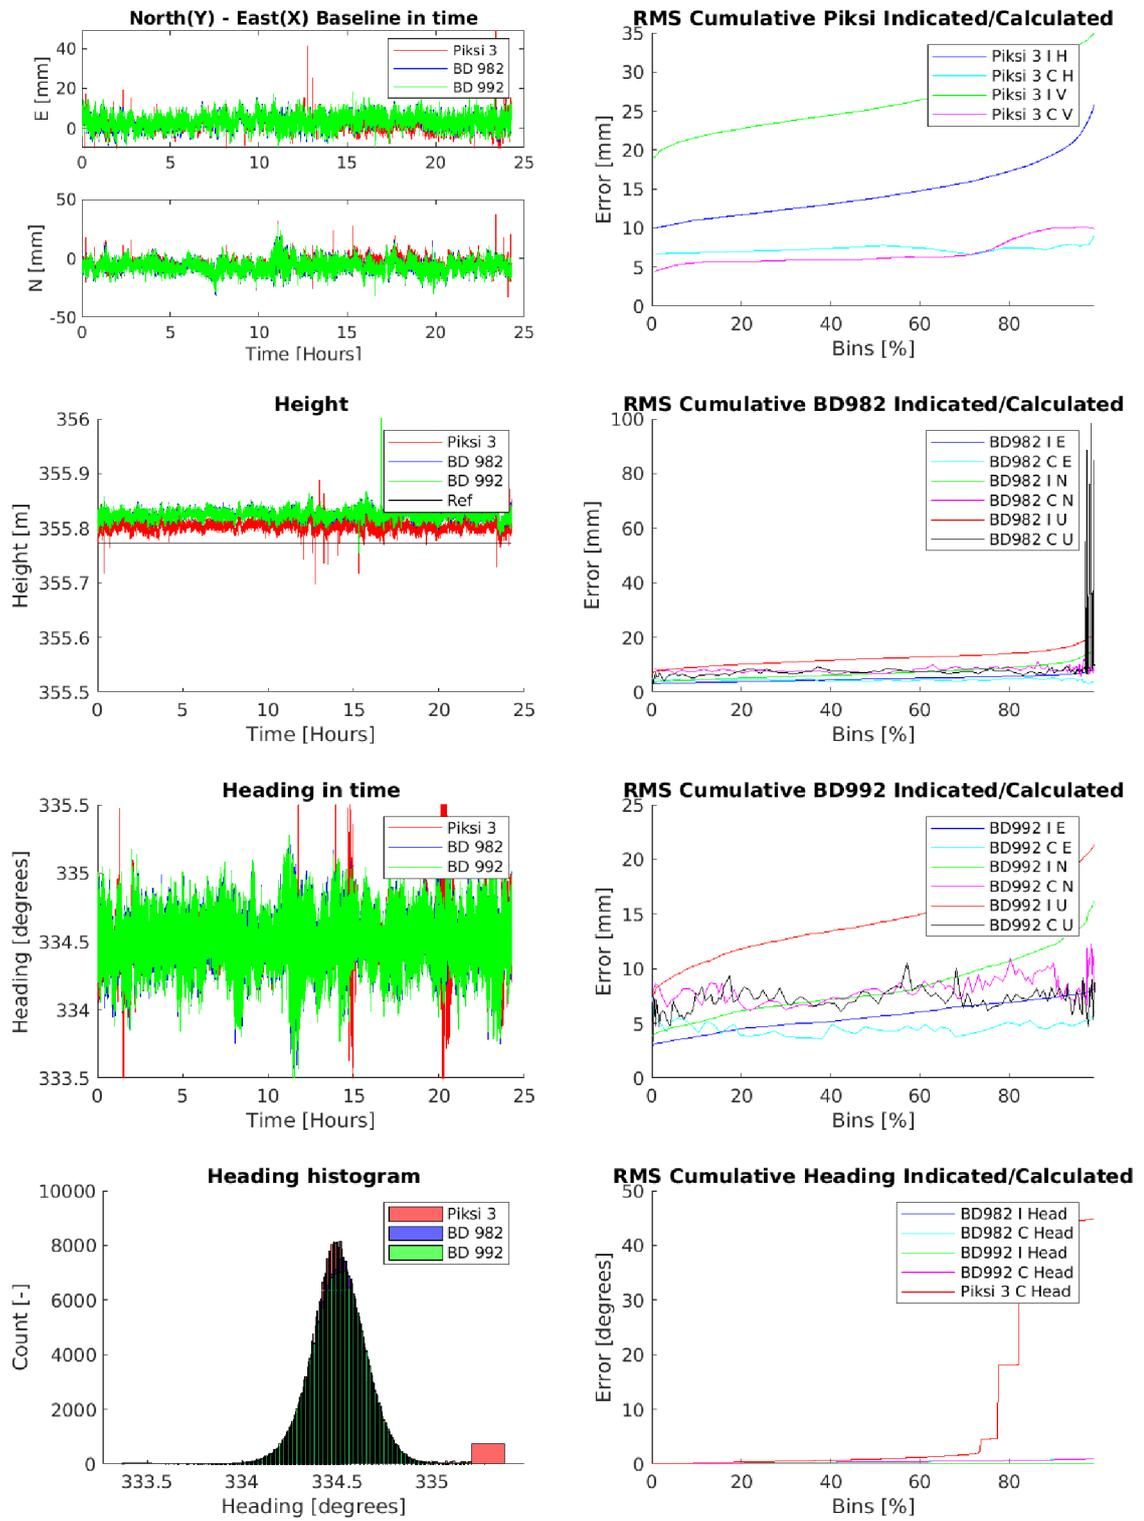 North(Y) - East(X) Baseline in time
E [mm]
40
20
0
Piksi 3
BD 982
BD 992
0 5 10 15 20 25
N [mm]
50
0
-50
0 5 10 15 20 25
Time [Hours]
RMS Cumulative Piksi Indicated/Calculated
Error [mm]
35
30
25
20
15
10
5
0
Piksi 3 I H
Piksi 3 C H
Piksi 3 I V
Piksi 3 C V
0 20 40 60 80
Bins [%]
Height
Height [m]
356
355.9
355.8
355.7
355.6
355.5
Piksi 3
BD 982
BD 992
Ref
0 5 10 15 20 25
Time [Hours]
RMS Cumulative BD982 Indicated/Calculated
Error [mm]
100
80
60
40
20
0
BD982 I E
BD982 C E
BD982 I N
BD982 C N
BD982 I U
BD982 C U
0 20 40 60 80
Bins [%]
Heading in time
Heading [degrees]
335.5
335
334.5
334
333.5
Piksi 3
BD 982
BD 992
0 5 10 15 20 25
Time [Hours]
RMS Cumulative BD992 Indicated/Calculated
Error [mm]
25
20
15
10
5
0
BD992 I E
BD992 C E
BD992 I N
BD992 C N
BD992 I U
BD992 C U
0 20 40 60 80
Bins [%]
Heading histogram
Count [-]
10000
8000
6000
4000
2000
0
Piksi 3
BD 982
BD 992
333.5 334 334.5 335
Heading [degrees]
RMS Cumulative Heading Indicated/Calculated
Error [degrees]
50
40
30
20
10
0
BD982 I Head
BD982 C Head
BD992 I Head
BD992 C Head
Piksi 3 C Head
0 20 40 60 80
Bins [%]